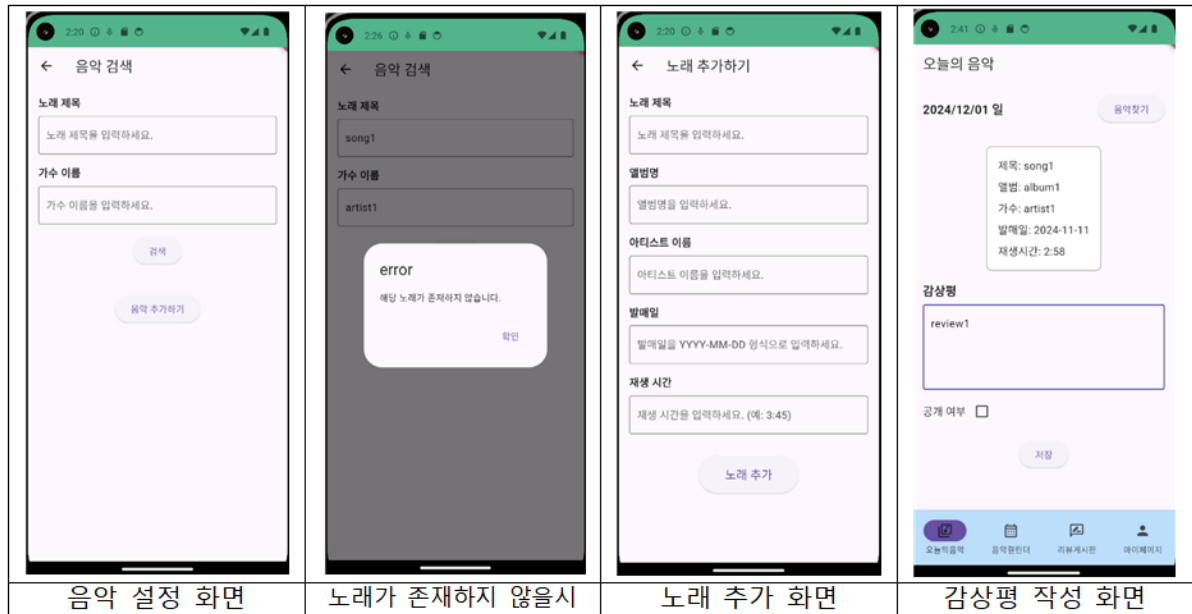 2:20
음악 검색
노래 제목
노래 제목을 입력하세요.
가수 이름
가수 이름을 입력하세요.
검색
음악 추가하기
음악 설정 화면
2:26
음악 검색
노래 제목
song1
가수 이름
artist1
error
해당 노래가 존재하지 않습니다.
확인
노래가 존재하지 않을시
2:20
노래 추가하기
노래 제목
노래 제목을 입력하세요.
앨범명
앨범명을 입력하세요.
아티스트 이름
아티스트 이름을 입력하세요.
발매일
발매일을 YYYY-MM-DD 형식으로 입력하세요.
재생 시간
재생 시간을 입력하세요. (예: 3:45)
노래 추가
노래 추가 화면
2:41
오늘의 음악
2024/12/01 일
음악찾기
제목: song1
앨범: album1
가수: artist1
발매일: 2024-11-11
재생시간: 2:58
감상평
review1
공개 여부
저장
오늘의음악
음악캘린더
리뷰게시판
마이페이지
감상평 작성 화면